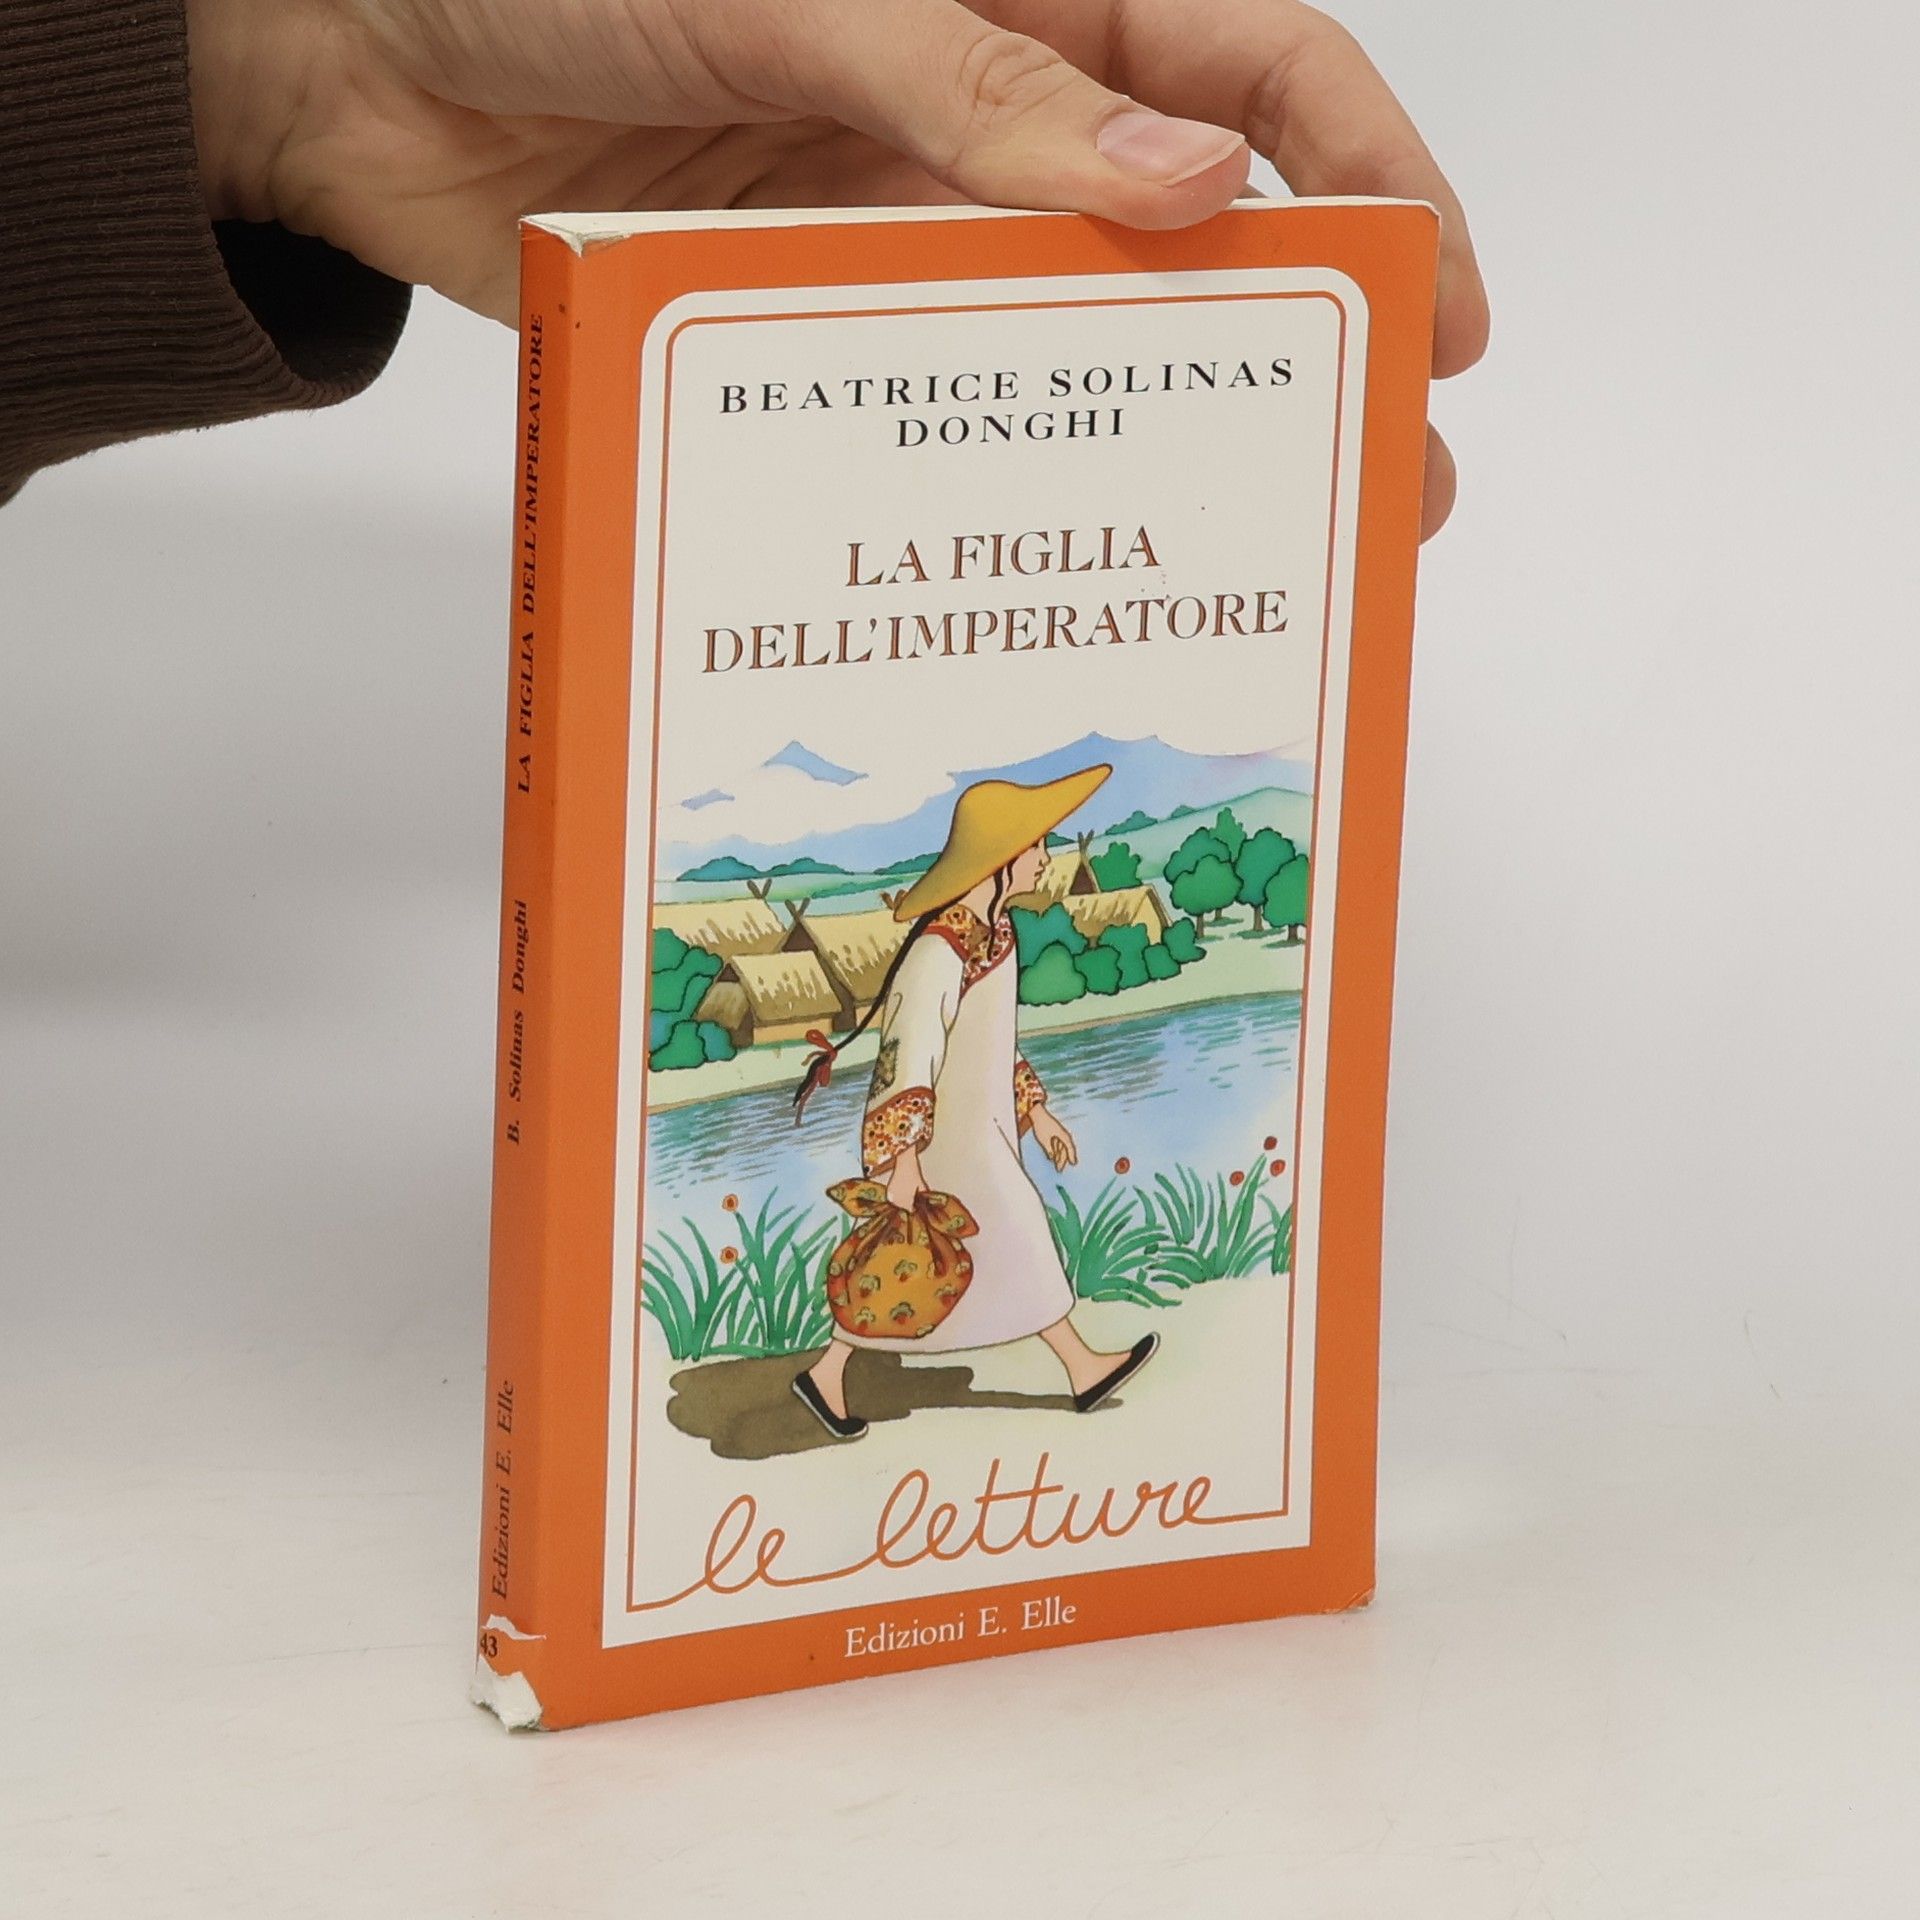 BEATRICE SOLINAS
DONGHI
LA FIGLIA
DELL'IMPERATORE
le letture
Edizioni E. Elle
LA FIGLIA DELL'IMPERATORE
B. Solinas Donghi
Edizioni E. Elle
43